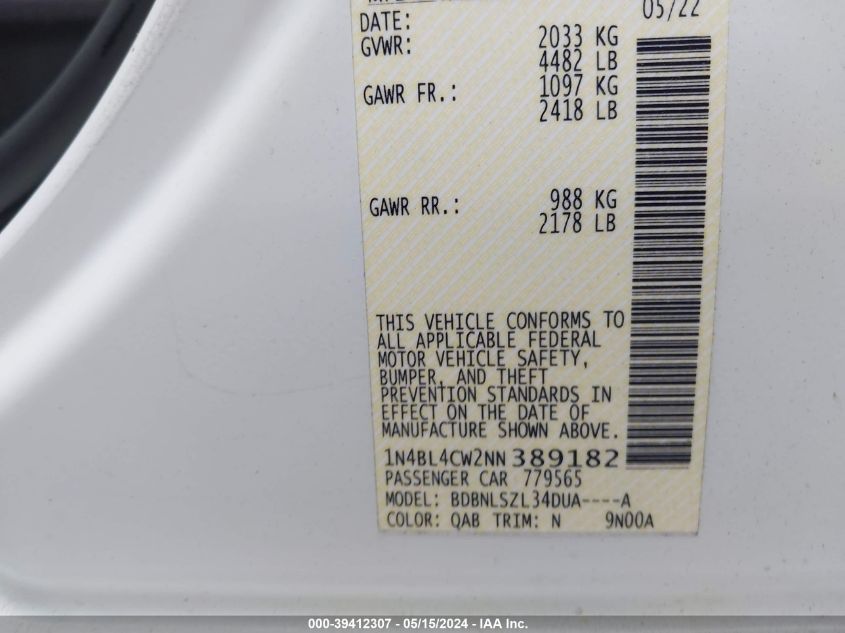 05/22
DATE:
GVWR: 2033 KG
4482 LB
GAWR FR.: 1097 KG
2418 LB
GAWR RR.: 988 KG
2178 LB
THIS VEHICLE CONFORMS TO
ALL APPLICABLE FEDERAL
MOTOR VEHICLE SAFETY,
BUMPER, AND THEFT
PREVENTION STANDARDS IN
EFFECT ON THE DATE OF
MANUFACTURE SHOWN ABOVE.
1N4BL4CW2NN389182
PASSENGER CAR 779565
MODEL: BDBNLSZL34DUA----A
COLOR: QAB TRIM: N 9N00A
000-39412307 - 05/15/2024 - IAA Inc.